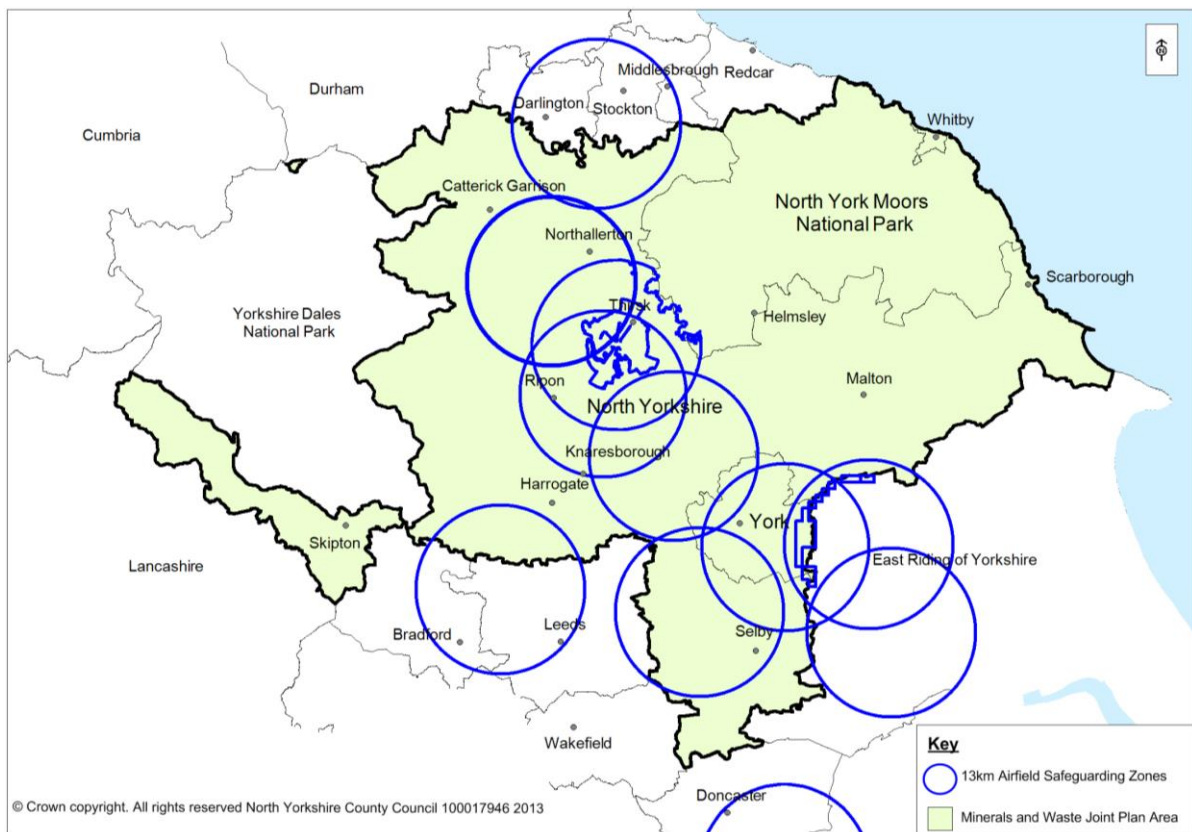 Durham
Middlesbrough
Redcar
Darlington
Stockton
Cumbria
Whitby
Catterick Garrison
North York Moors
National Park
Northallerton
Scarborough
Yorkshire Dales
National Park
Thirsk
Helmsley
Ripon
Malton
North Yorkshire
Knaresborough
Harrogate
York
Skipton
Lancashire
East Riding of Yorkshire
Bradford
Leeds
Selby
Wakefield
Doncaster
Key
13km Airfield Safeguarding Zones
Minerals and Waste Joint Plan Area
© Crown copyright. All rights reserved North Yorkshire County Council 100017946 2013